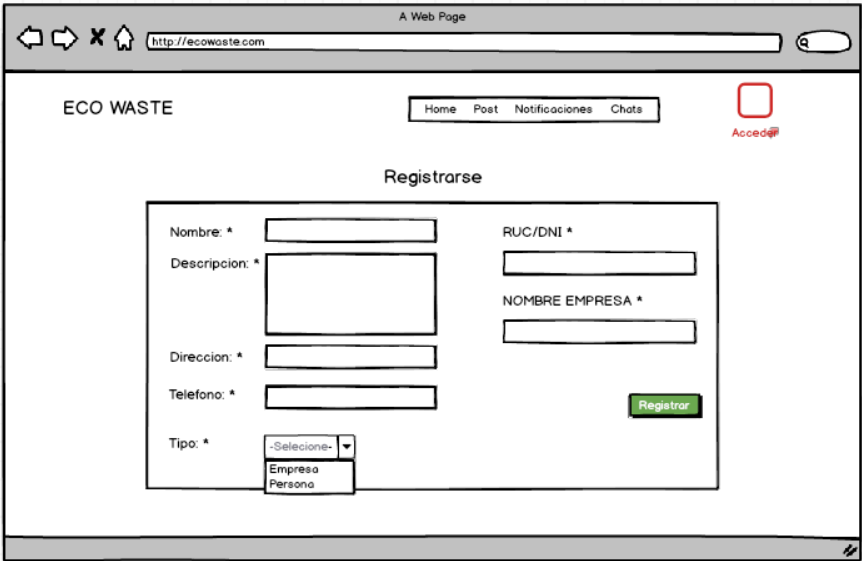 A Web Page
http://ecowaste.com
ECO WASTE
Home Post Notificaciones Chats
Acceder
Registrarse
Nombre: *
Descripcion: *
Direccion: *
Telefono: *
Tipo: * -Selecione-
Empresa
Persona
RUC/DNI *
NOMBRE EMPRESA *
Registrar